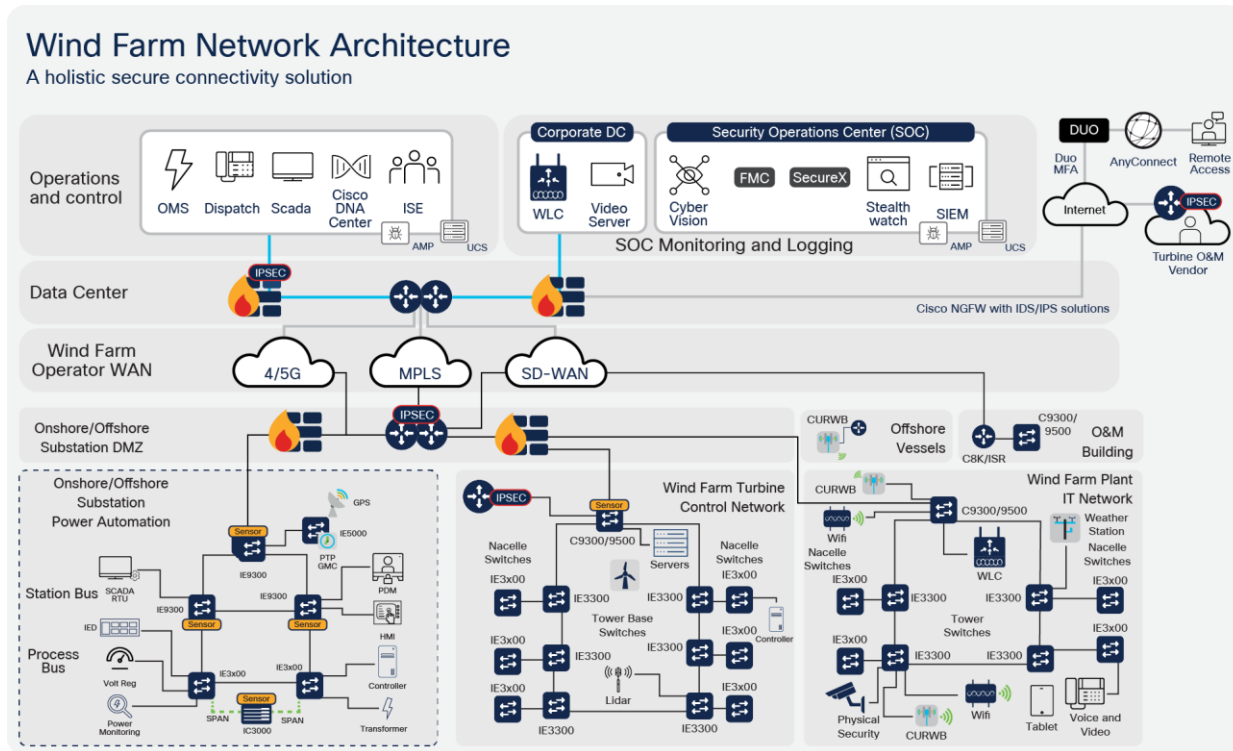 Wind Farm Network Architecture
A holistic secure connectivity solution
Operations
and control
OMS
Dispatch
Scada
Cisco
DNA
Center
ISE
AMP
UCS
Corporate DC
WLC
Video
Server
Security Operations Center (SOC)
Cyber
Vision
FMC
SecureX
Stealth
watch
SIEM
SOC Monitoring and Logging
AMP
UCS
DUO
Duo
MFA
AnyConnect
Remote
Access
Internet
IPSEC
Turbine O&M
Vendor
Data Center
IPSEC
Cisco NGFW with IDS/IPS solutions
Wind Farm
Operator WAN
4/5G
MPLS
SD-WAN
Onshore/Offshore
Substation DMZ
IPSEC
CURWB
Offshore
Vessels
C9300/
9500
C8K/ISR
O&M
Building
Onshore/Offshore
Substation
Power Automation
GPS
Sensor
IE5000
PTP
GMC
IE9300
SCADA
RTU
PDM
Station Bus
IE9300
IE9300
Sensor
Sensor
HMI
IED
Process
Bus
Volt Reg
IE3x00
IE3x00
Controller
Power
Monitoring
Sensor
SPAN
SPAN
IC3000
Transformer
IPSEC
Wind Farm Turbine
Control Network
Sensor
C9300/9500
Servers
Nacelle
Switches
Nacelle
Switches
IE3x00
IE3300
IE3300
IE3x00
Tower Base
Switches
Controller
IE3x00
IE3300
IE3300
IE3x00
Lidar
IE3x00
IE3300
IE3300
IE3x00
Wind Farm Plant
IT Network
CURWB
C9300/9500
Wifi
Weather
Station
Nacelle
Switches
Nacelle
Switches
WLC
IE3x00
IE3300
IE3300
IE3x00
Tower
Switches
IE3x00
IE3300
IE3300
IE3x00
Physical
Security
CURWB
Wifi
Tablet
Voice and
Video